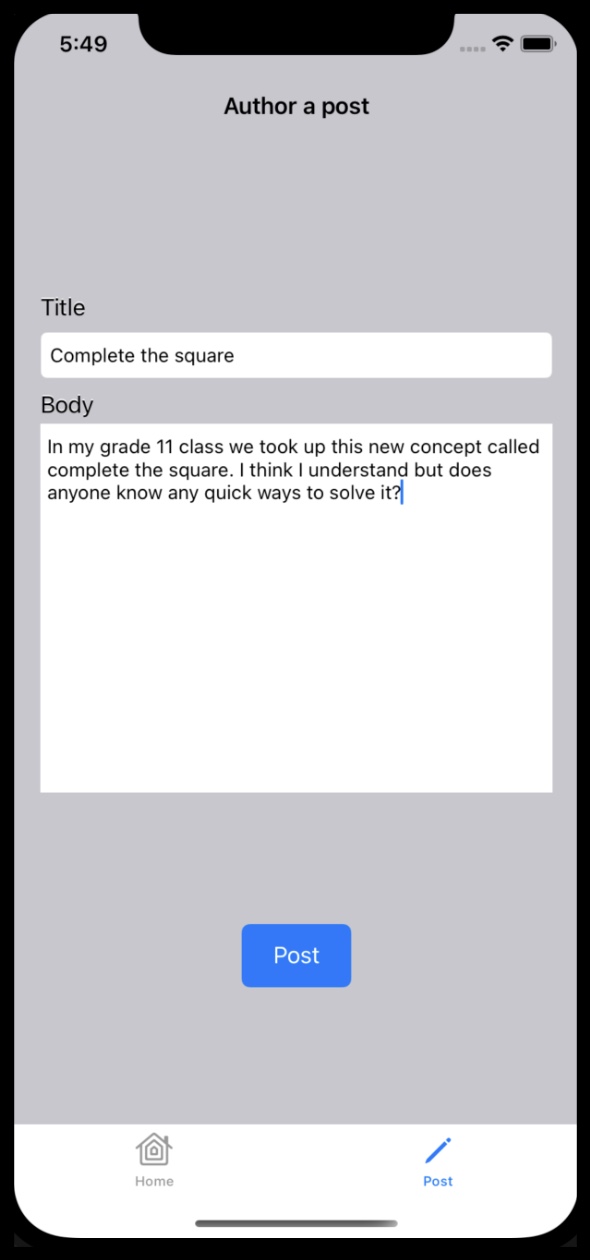 5:49
Author a post
Title
Complete the square
Body
In my grade 11 class we took up this new concept called
complete the square. I think I understand but does
anyone know any quick ways to solve it?
Post
Home
Post